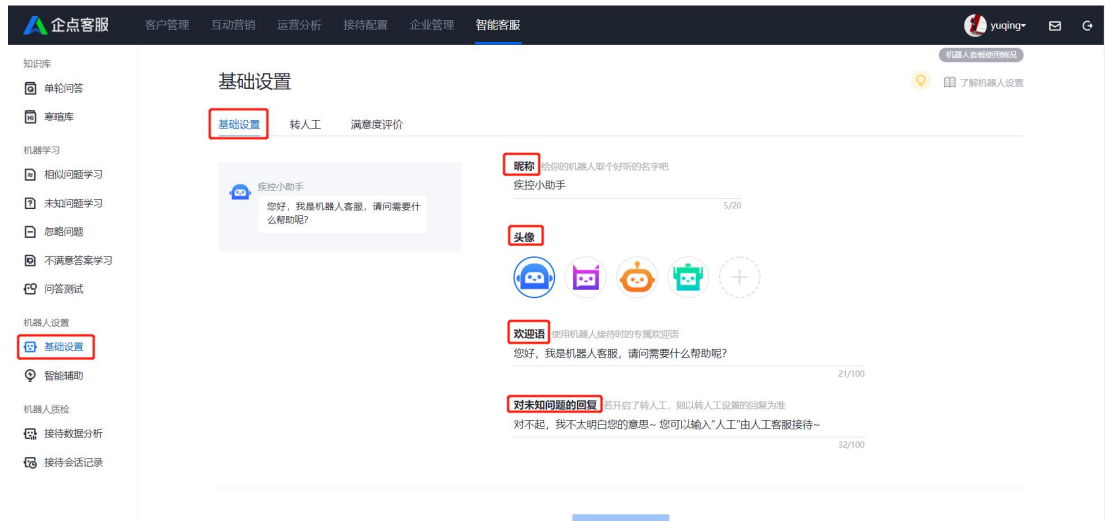 企点客服 客户管理 互动营销 运营分析 接待配置 企业管理 智能客服 yuqing
机器人套餐使用情况
知识库
单轮问答
寒暄库
机器学习
相似问题学习
未知问题学习
忽略问题
不满意答案学习
问答测试
机器人设置
基础设置
智能辅助
机器人质检
接待数据分析
接待会话记录
基础设置
了解机器人设置
基础设置 转人工 满意度评价
疾控小助手
您好，我是机器人客服，请问需要什
么帮助呢?
昵称 给你的机器人取个好听的名字吧
疾控小助手
5/20
头像
欢迎语 使用机器人接待时的专属欢迎语
您好，我是机器人客服，请问需要什么帮助呢?
21/100
对未知问题的回复 若开启了转人工，则以转人工设置的回复为准
对不起，我不太明白您的意思~ 您可以输入"人工"由人工客服接待~
32/100